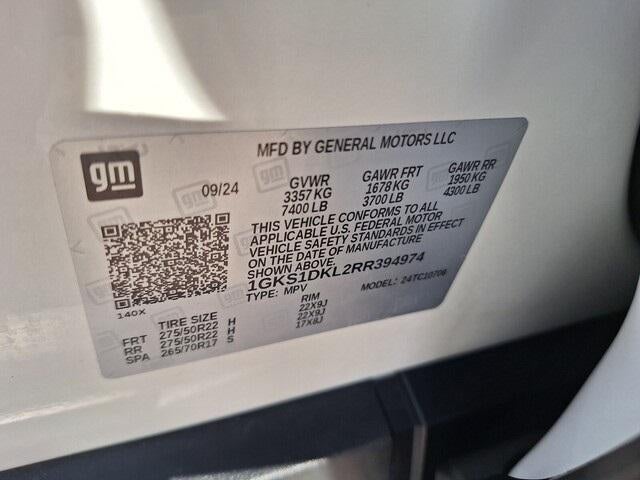 MFD BY GENERAL MOTORS LLC
gm
09/24
GVWR GAWR FRT GAWR RR
3357 KG 1678 KG 1950 KG
7400 LB 3700 LB 4300 LB
THIS VEHICLE CONFORMS TO ALL
APPLICABLE U.S. FEDERAL MOTOR
VEHICLE SAFETY STANDARDS IN EFFECT
ON THE DATE OF MANUFACTURE
SHOWN ABOVE.
1GKS1DKL2RR394974
TYPE: MPV MODEL: 24TC10706
140X
TIRE SIZE RIM
FRT 275/50R22 H 22X9J
RR 275/50R22 H 22X9J
SPA 265/70R17 S 17X8J